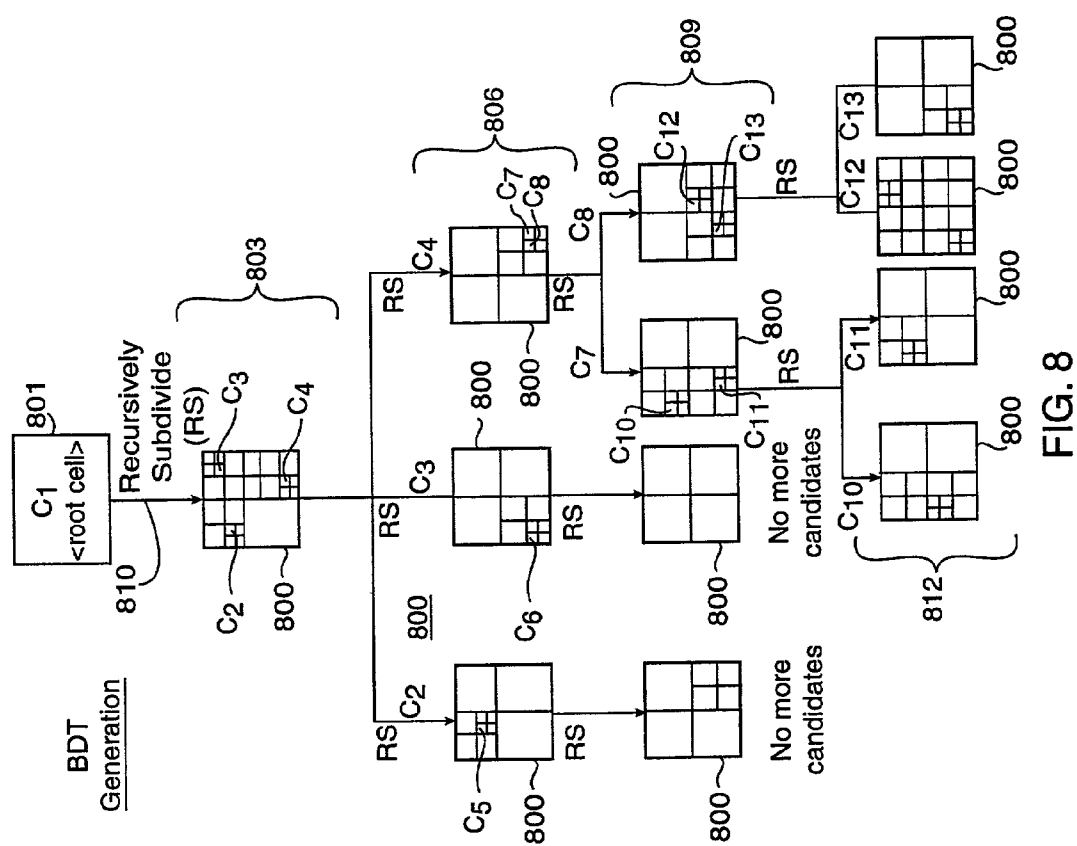 BDT
Generation
C1
<root cell>
801
810
Recursively
Subdivide
(RS)
C3
803
C2
C4
800
RS
C2
RS
C3
RS
C4
806
800
800
C7
C8
C5
C6
800
800
RS
RS
RS
C7
C8
800
809
C12
C10
800
C13
C11
800
800
No more
candidates
No more
candidates
RS
RS
C10
C11
C12
C13
812
800
800
800
800
FIG. 8